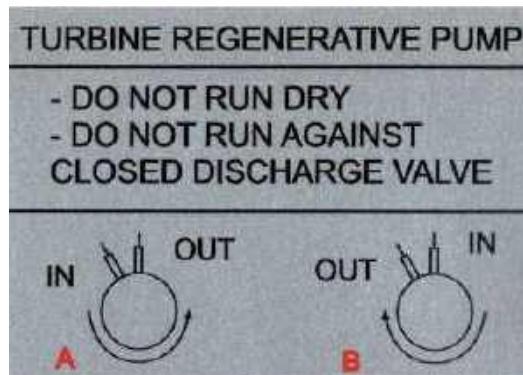 TURBINE REGENERATIVE PUMP
- DO NOT RUN DRY
- DO NOT RUN AGAINST
CLOSED DISCHARGE VALVE
IN OUT OUT IN
A B